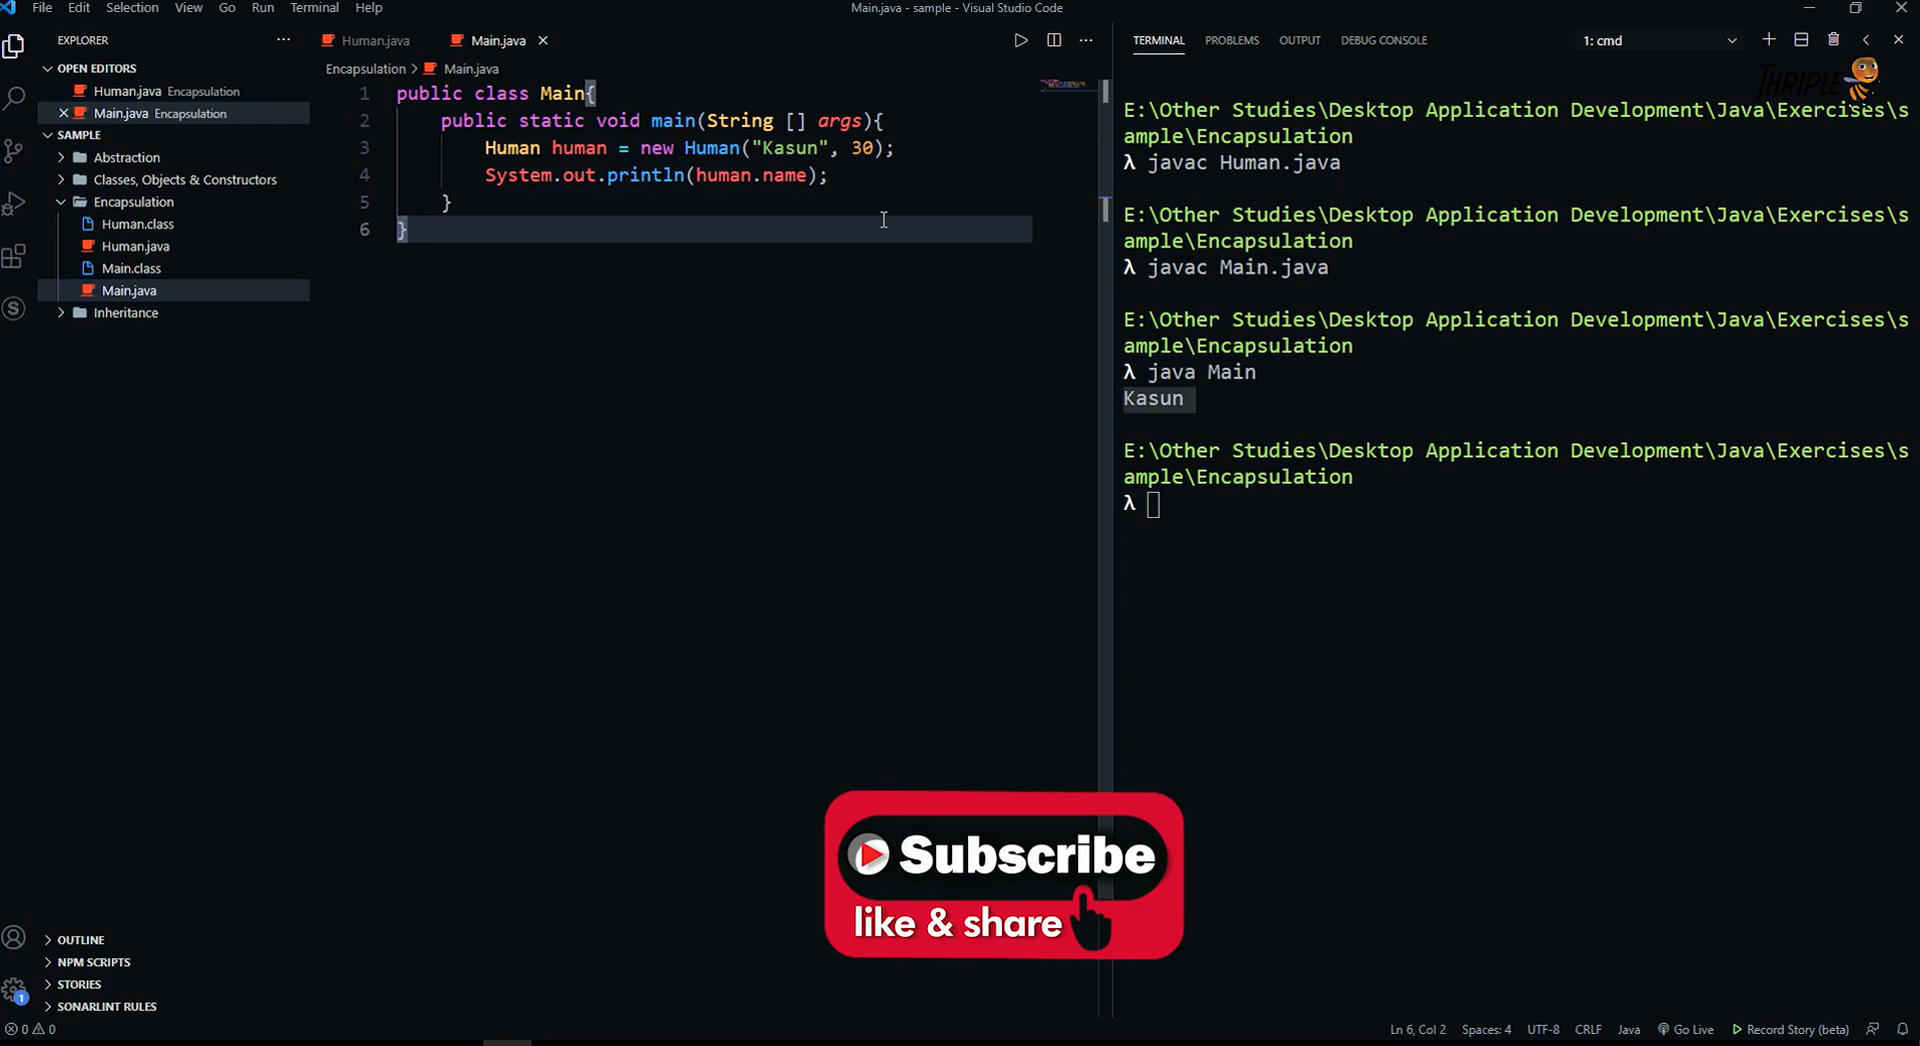 File Edit Selection View Go Run Terminal Help
Main.java - sample - Visual Studio Code
EXPLORER
OPEN EDITORS
Human.java Encapsulation
Main.java Encapsulation
SAMPLE
Abstraction
Classes, Objects & Constructors
Encapsulation
Human.class
Human.java
Main.class
Main.java
Inheritance
OUTLINE
NPM SCRIPTS
STORIES
SONARLINT RULES
Human.java Main.java
Encapsulation > Main.java
1 public class Main{
2 public static void main(String [] args){
3 Human human = new Human("Kasun", 30);
4 System.out.println(human.name);
5 }
6 }
TERMINAL PROBLEMS OUTPUT DEBUG CONSOLE 1: cmd
THRIPLE
E:\Other Studies\Desktop Application Development\Java\Exercises\s
ample\Encapsulation
λ javac Human.java
E:\Other Studies\Desktop Application Development\Java\Exercises\s
ample\Encapsulation
λ javac Main.java
E:\Other Studies\Desktop Application Development\Java\Exercises\s
ample\Encapsulation
λ java Main
Kasun
E:\Other Studies\Desktop Application Development\Java\Exercises\s
ample\Encapsulation
λ
Subscribe
like & share
1
0 0
Ln 6, Col 2 Spaces: 4 UTF-8 CRLF Java Go Live Record Story (beta)